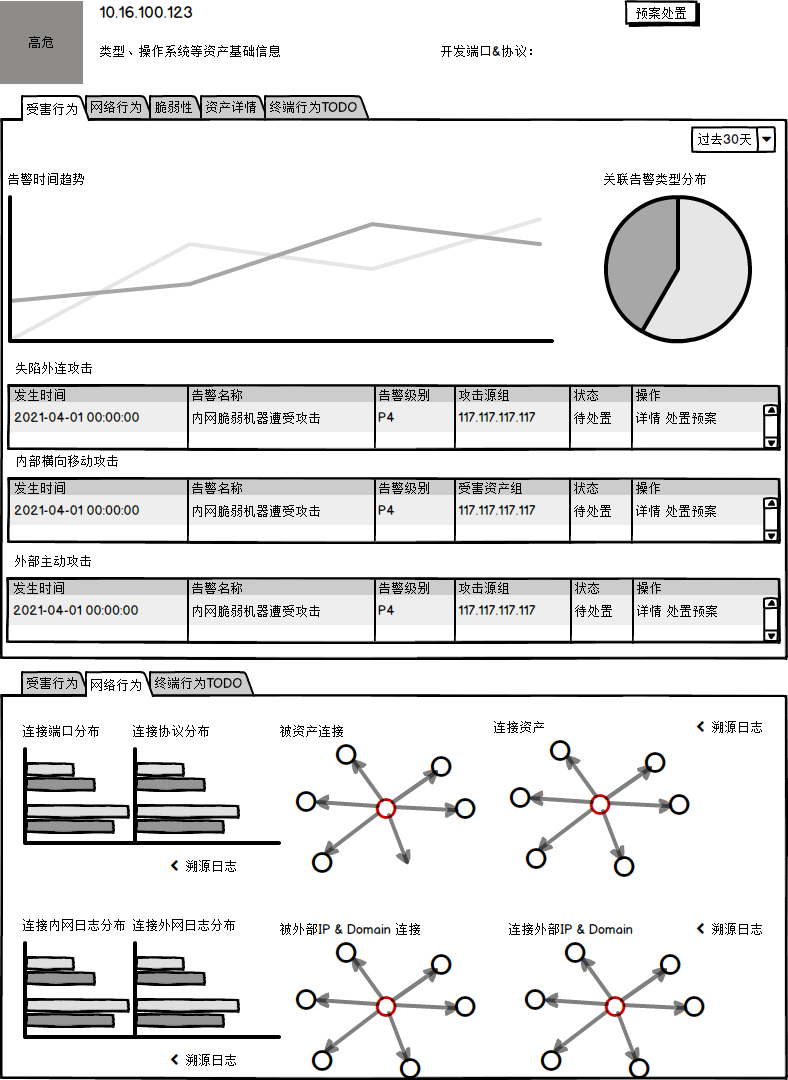 高危
10.16.100.123
预案处置
类型、操作系统等资产基础信息
开发端口&协议：
受害行为 网络行为 脆弱性 资产详情 终端行为TODO
过去30天
告警时间趋势
关联告警类型分布
失陷外连攻击
发生时间 告警名称 告警级别 攻击源组 状态 操作
2021-04-01 00:00:00 内网脆弱机器遭受攻击 P4 117.117.117.117 待处置 详情 处置预案
内部横向移动攻击
发生时间 告警名称 告警级别 受害资产组 状态 操作
2021-04-01 00:00:00 内网脆弱机器遭受攻击 P4 117.117.117.117 待处置 详情 处置预案
外部主动攻击
发生时间 告警名称 告警级别 攻击源组 状态 操作
2021-04-01 00:00:00 内网脆弱机器遭受攻击 P4 117.117.117.117 待处置 详情 处置预案
受害行为 网络行为 终端行为TODO
连接端口分布 连接协议分布 被资产连接 连接资产 溯源日志
溯源日志
连接内网日志分布 连接外网日志分布 被外部IP & Domain 连接 连接外部IP & Domain 溯源日志
溯源日志